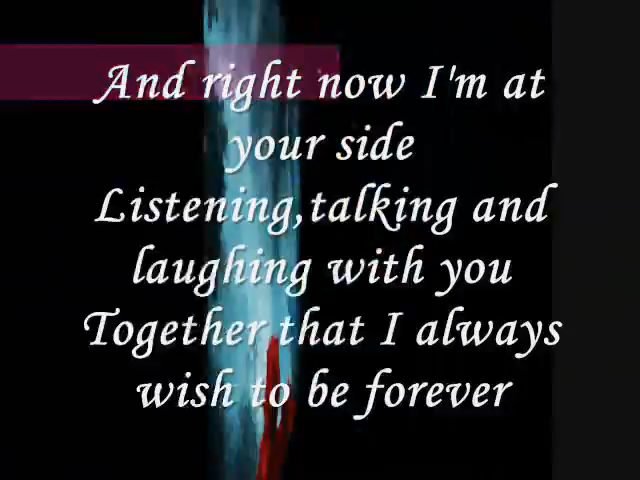 And right now I'm at
your side
Listening,talking and
laughing with you
Together that I always
wish to be forever